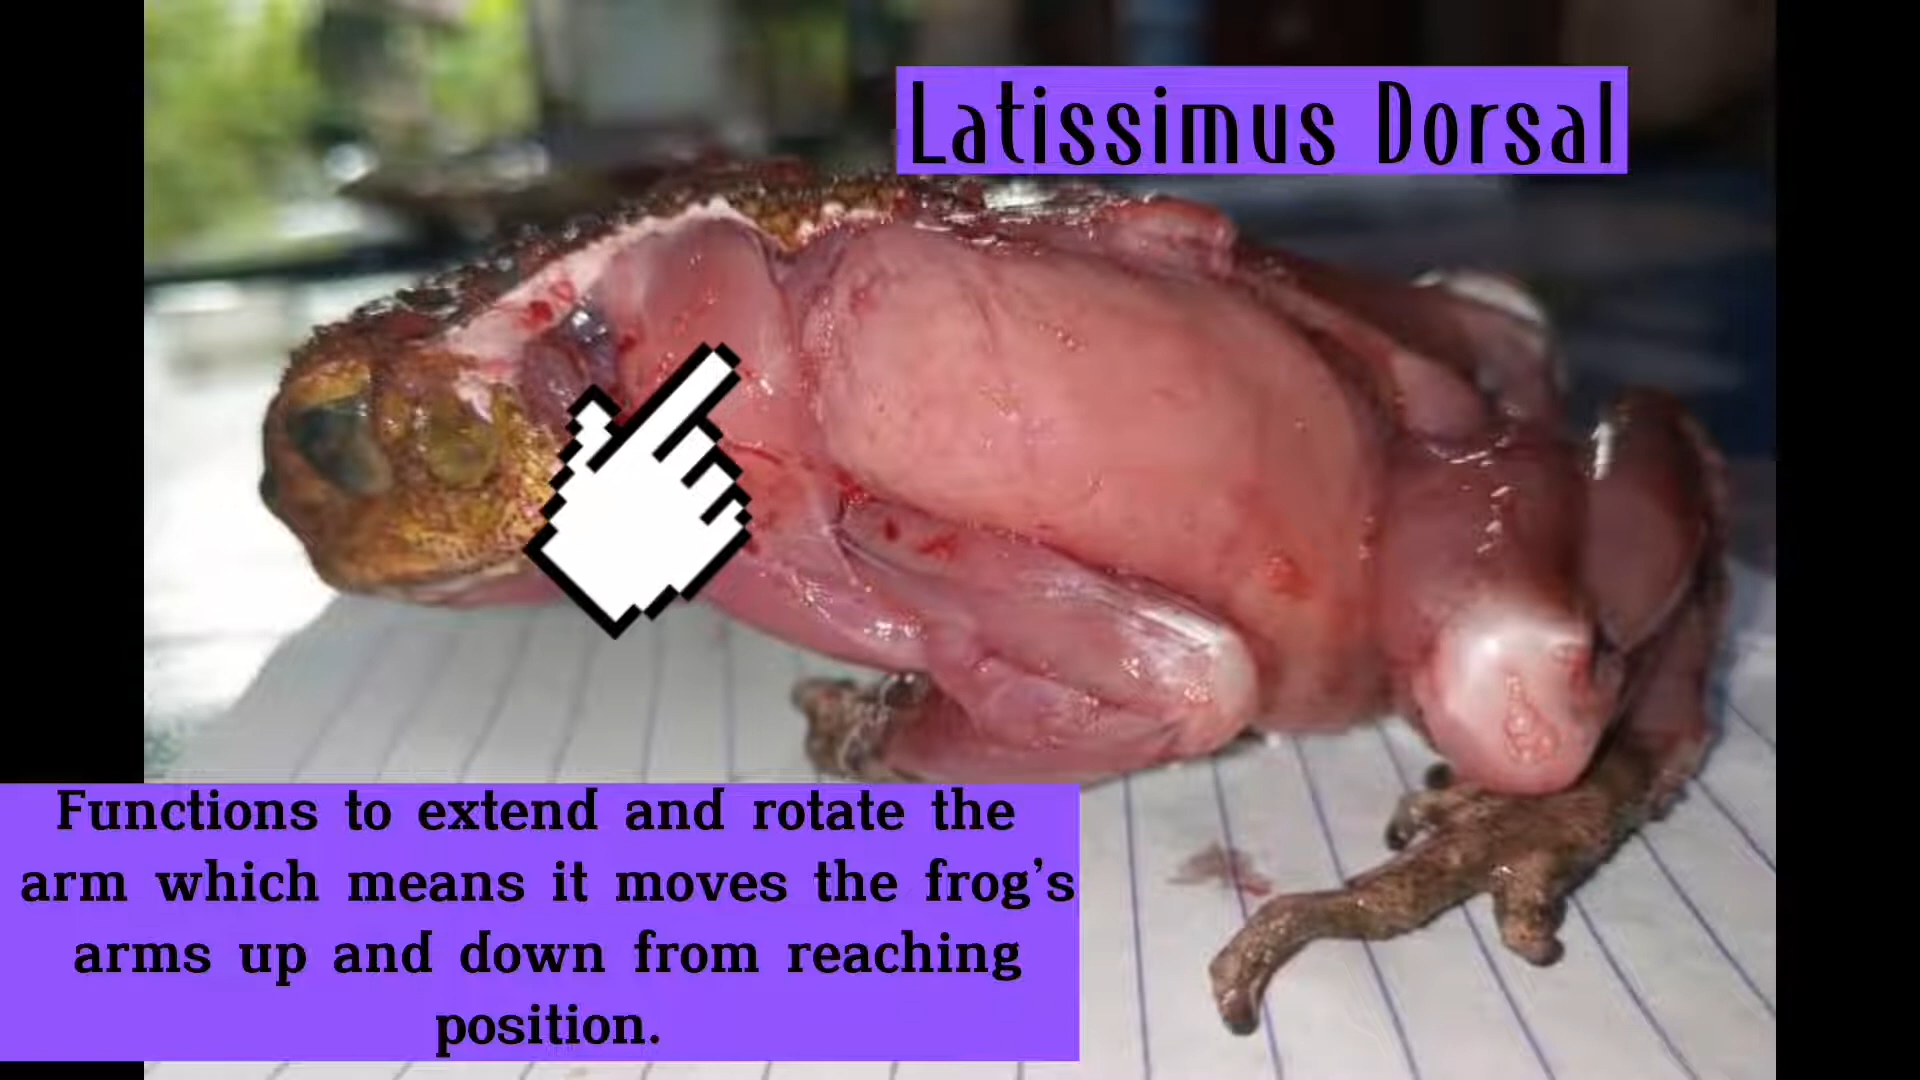 Latissimus Dorsal
Functions to extend and rotate the
arm which means it moves the frog's
arms up and down from reaching
position.